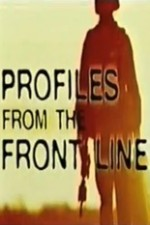 PROFILES
FROM THE
FRONT LINE